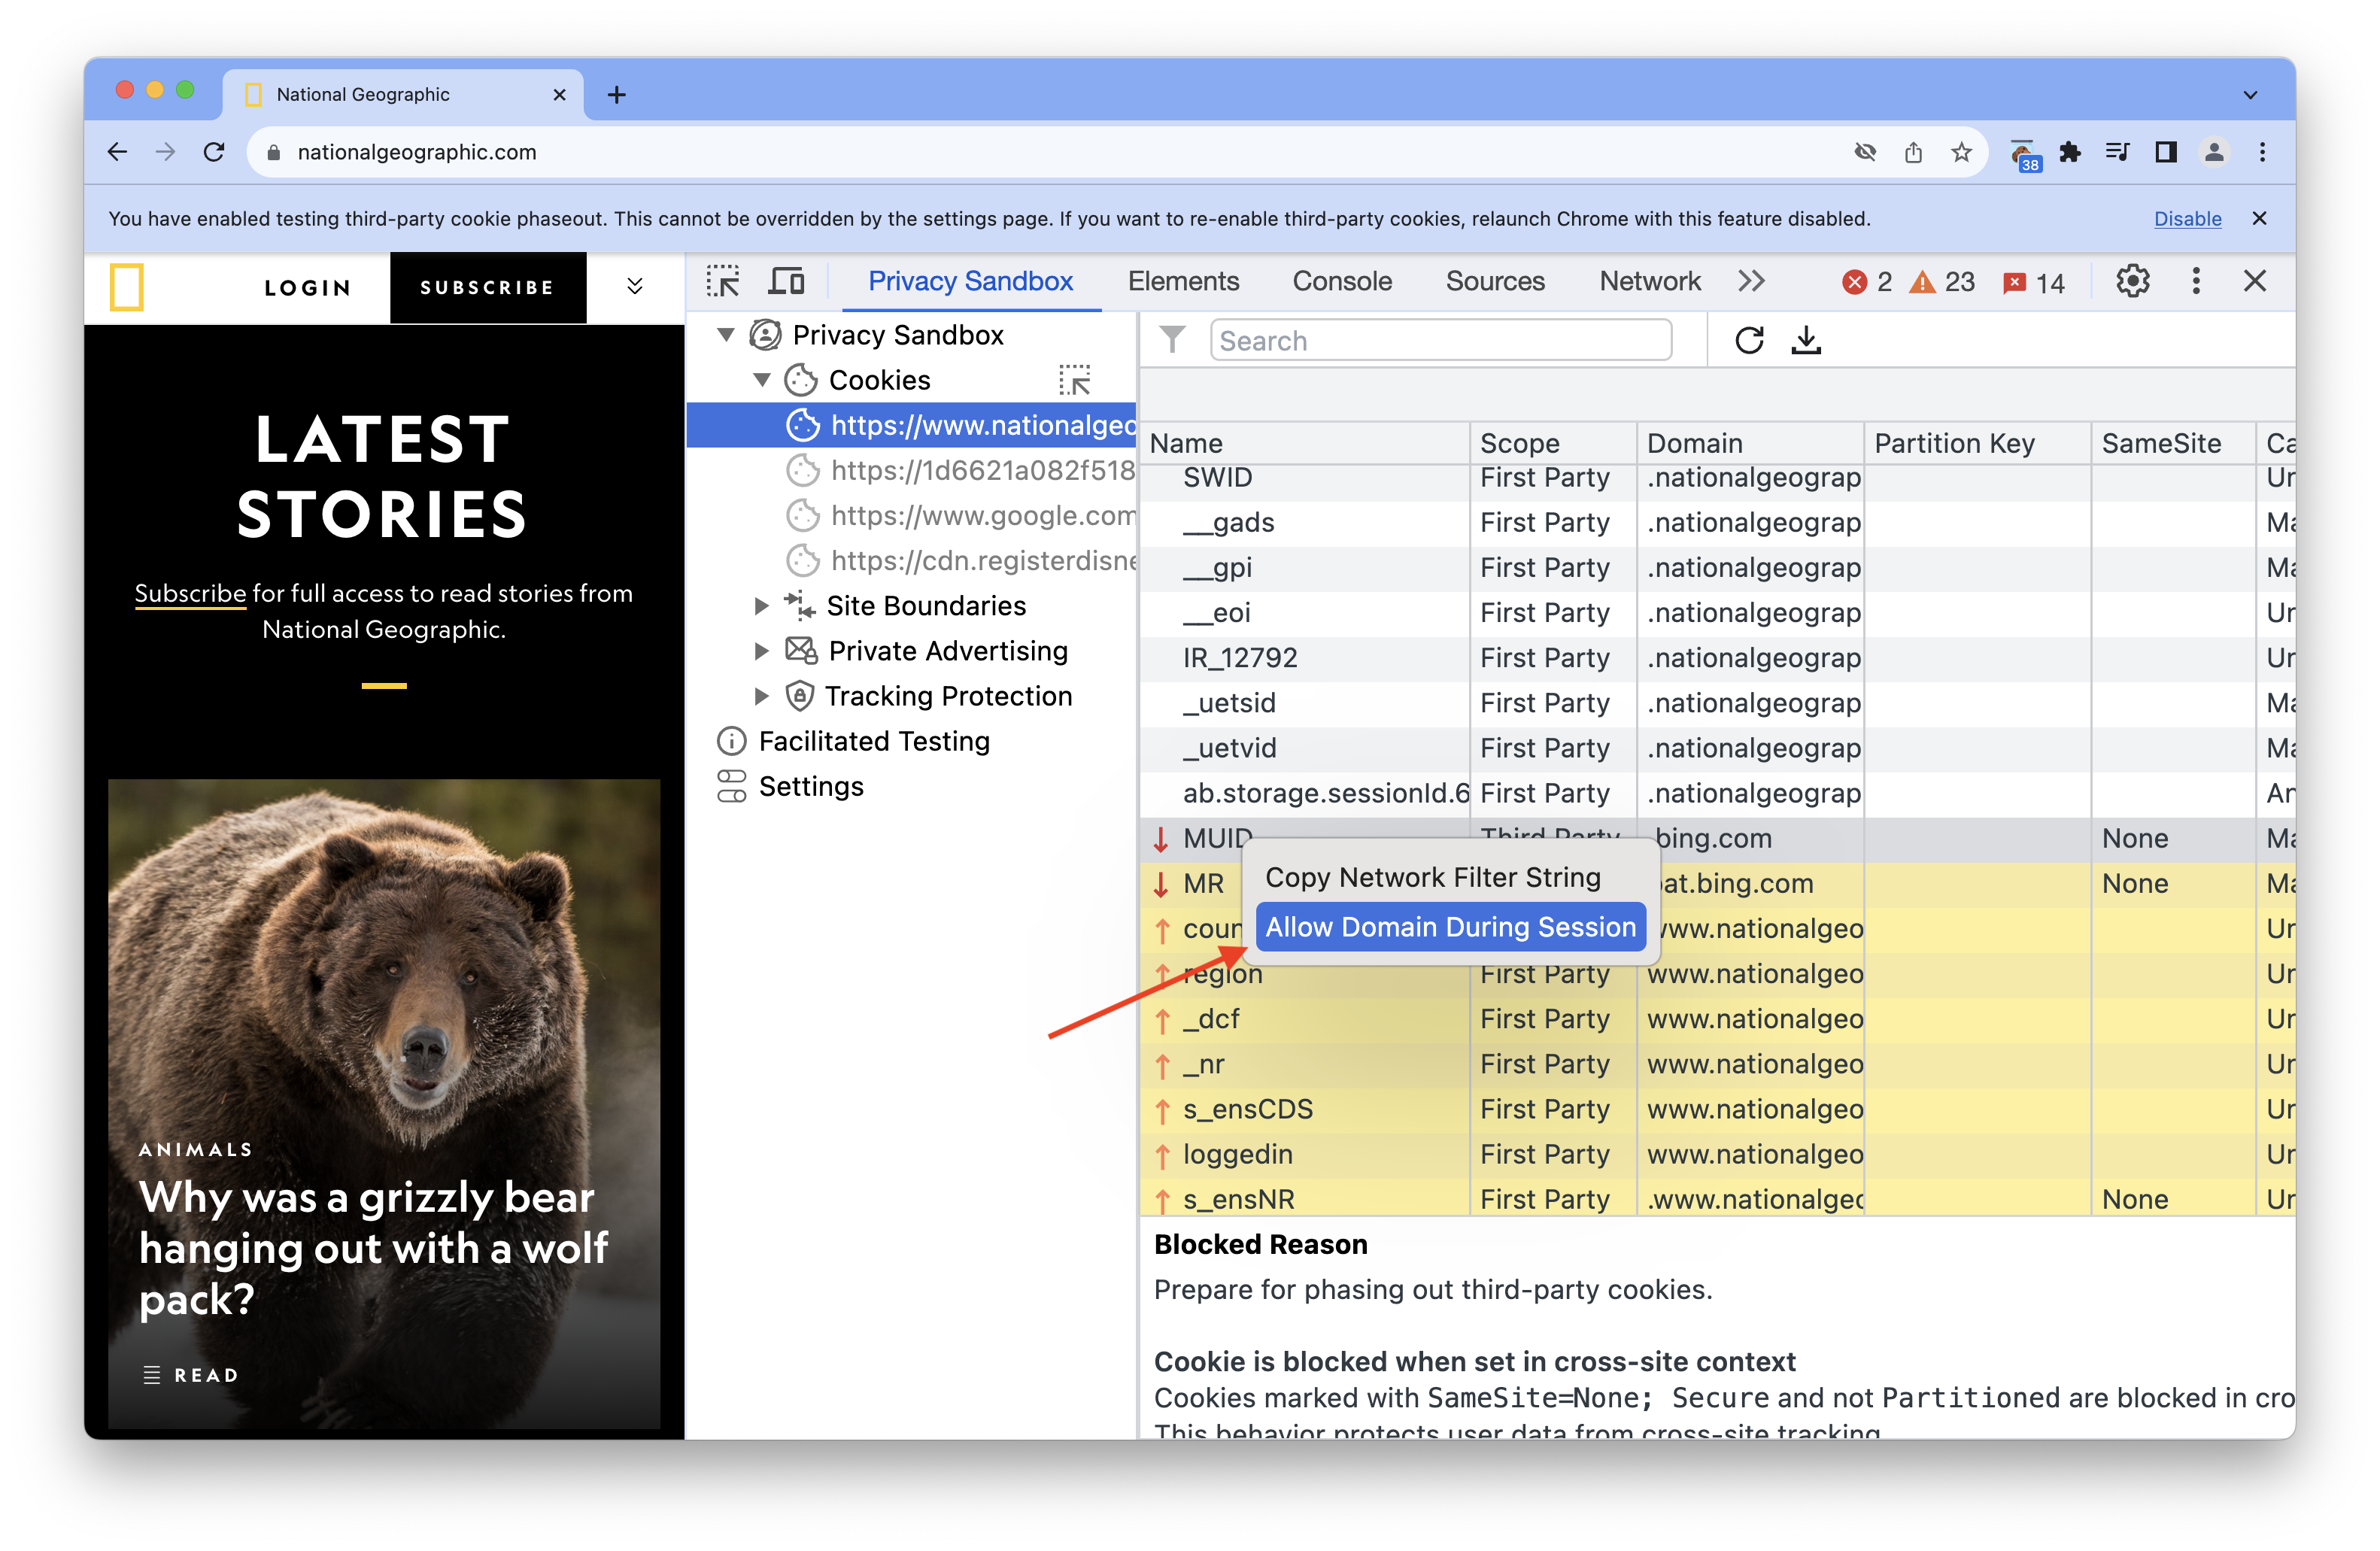 National Geographic
nationalgeographic.com
38
You have enabled testing third-party cookie phaseout. This cannot be overridden by the settings page. If you want to re-enable third-party cookies, relaunch Chrome with this feature disabled.
Disable
LOGIN
SUBSCRIBE
LATEST
STORIES
Subscribe for full access to read stories from
National Geographic.
ANIMALS
Why was a grizzly bear
hanging out with a wolf
pack?
READ
Privacy Sandbox
Elements
Console
Sources
Network
2
23
14
Privacy Sandbox
Cookies
https://www.nationalgeo
https://1d6621a082f518
https://www.google.com
https://cdn.registerdisne
Site Boundaries
Private Advertising
Tracking Protection
Facilitated Testing
Settings
Search
Name Scope Domain Partition Key SameSite Ca
SWID First Party .nationalgeograp Ur
__gads First Party .nationalgeograp Ma
__gpi First Party .nationalgeograp Ma
__eoi First Party .nationalgeograp Ur
IR_12792 First Party .nationalgeograp Ur
_uetsid First Party .nationalgeograp Ma
_uetvid First Party .nationalgeograp Ma
ab.storage.sessionId.6 First Party .nationalgeograp An
MUID Third Party .bing.com None Ma
MR bat.bing.com None Ma
coun www.nationalgeo Ur
region First Party www.nationalgeo Ur
_dcf First Party www.nationalgeo Ur
_nr First Party www.nationalgeo Ur
s_ensCDS First Party www.nationalgeo Ur
loggedin First Party www.nationalgeo Ur
s_ensNR First Party .www.nationalgeo None Ur
Copy Network Filter String
Allow Domain During Session
Blocked Reason
Prepare for phasing out third-party cookies.
Cookie is blocked when set in cross-site context
Cookies marked with SameSite=None; Secure and not Partitioned are blocked in cro
This behavior protects user data from cross-site tracking